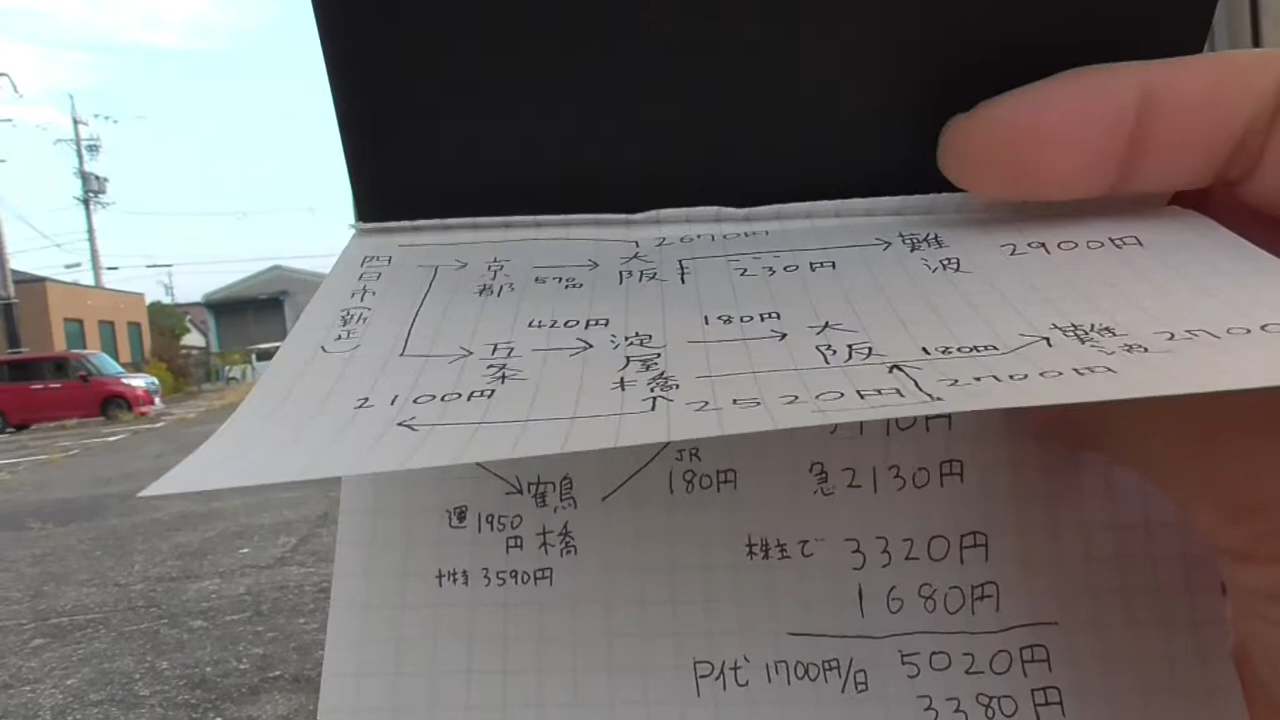 2670円
四日市(新正)
京都
570円
大阪
230円
難波
2900円
420円
180円
五条
淀屋橋
大阪
180円
難波
2700
2100円
2520円
2700円
JR
180円
急2130円
鶴橋
運1950円
+特 3590円
株主で 3320円
1680円
P代 1700円/日 5020円
3380円